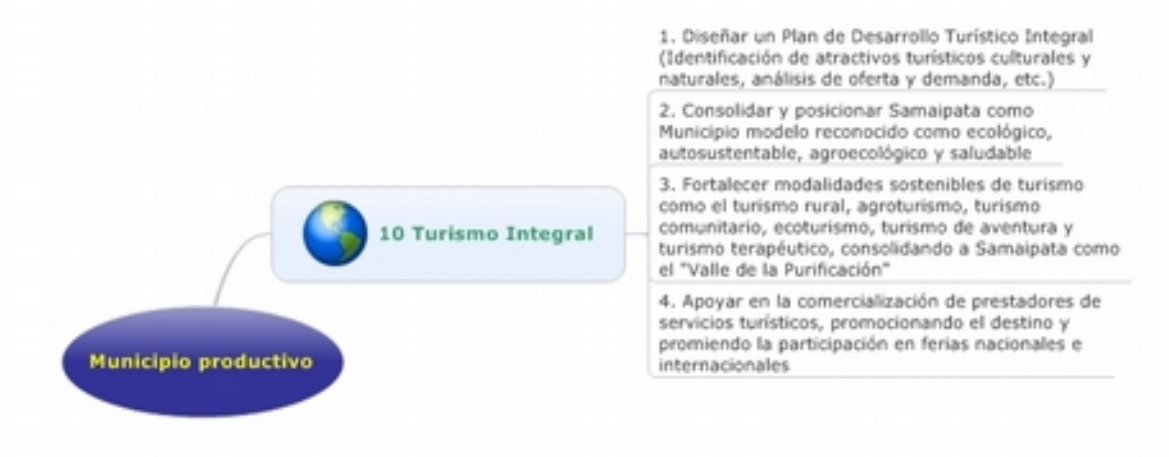 1. Diseñar un Plan de Desarrollo Turístico Integral
(Identificación de atractivos turísticos culturales y
naturales, análisis de oferta y demanda, etc.)
2. Consolidar y posicionar Samaipata como
Municipio modelo reconocido como ecológico,
autosustentable, agroecológico y saludable
3. Fortalecer modalidades sostenibles de turismo
como el turismo rural, agroturismo, turismo
comunitario, ecoturismo, turismo de aventura y
turismo terapéutico, consolidando a Samaipata como
el "Valle de la Purificación"
4. Apoyar en la comercialización de prestadores de
servicios turísticos, promocionando el destino y
promiendo la participación en ferias nacionales e
internacionales
10 Turismo Integral
Municipio productivo